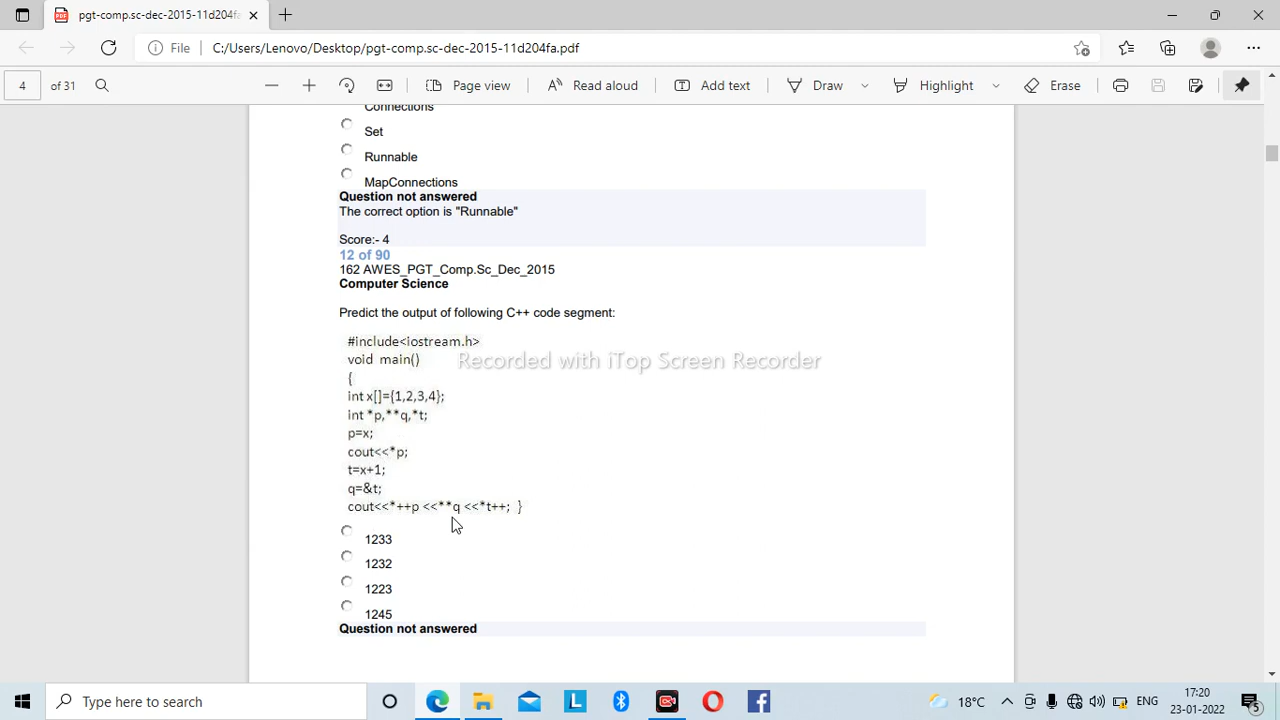 pgt-comp.sc-dec-2015-11d204fa.
File C:/Users/Lenovo/Desktop/pgt-comp.sc-dec-2015-11d204fa.pdf
4 of 31 Page view Read aloud Add text Draw Highlight Erase
Connections
Set
Runnable
MapConnections
Question not answered
The correct option is "Runnable"
Score:- 4
12 of 90
162 AWES_PGT_Comp.Sc_Dec_2015
Computer Science
Predict the output of following C++ code segment:
#include<iostream.h>
void main()
Recorded with iTop Screen Recorder
{
int x[]={1,2,3,4};
int *p,**q,*t;
p=x;
cout<<*p;
t=x+1;
q=&t;
cout<<*++p <<**q <<*t++; }
1233
1232
1223
1245
Question not answered
Type here to search
L
18°C
ENG
17:20
23-01-2022
5